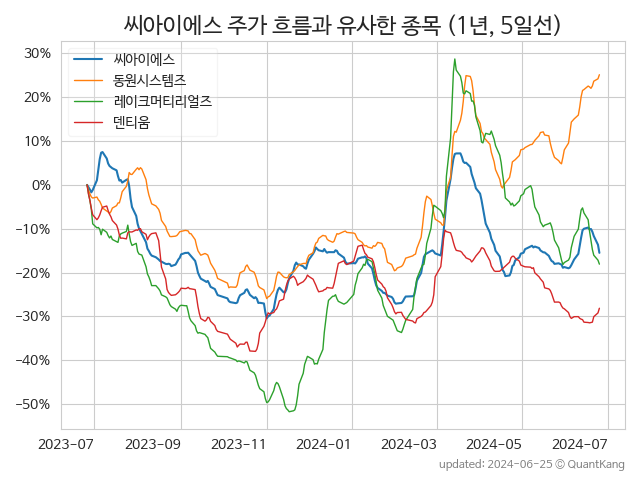 씨아이에스 주가 흐름과 유사한 종목 (1년, 5일선)
씨아이에스
동원시스템즈
레이크머티리얼즈
덴티움
30%
20%
10%
0%
−10%
−20%
−30%
−40%
−50%
2023-07 2023-09 2023-11 2024-01 2024-03 2024-05 2024-07
updated: 2024-06-25 © QuantKang